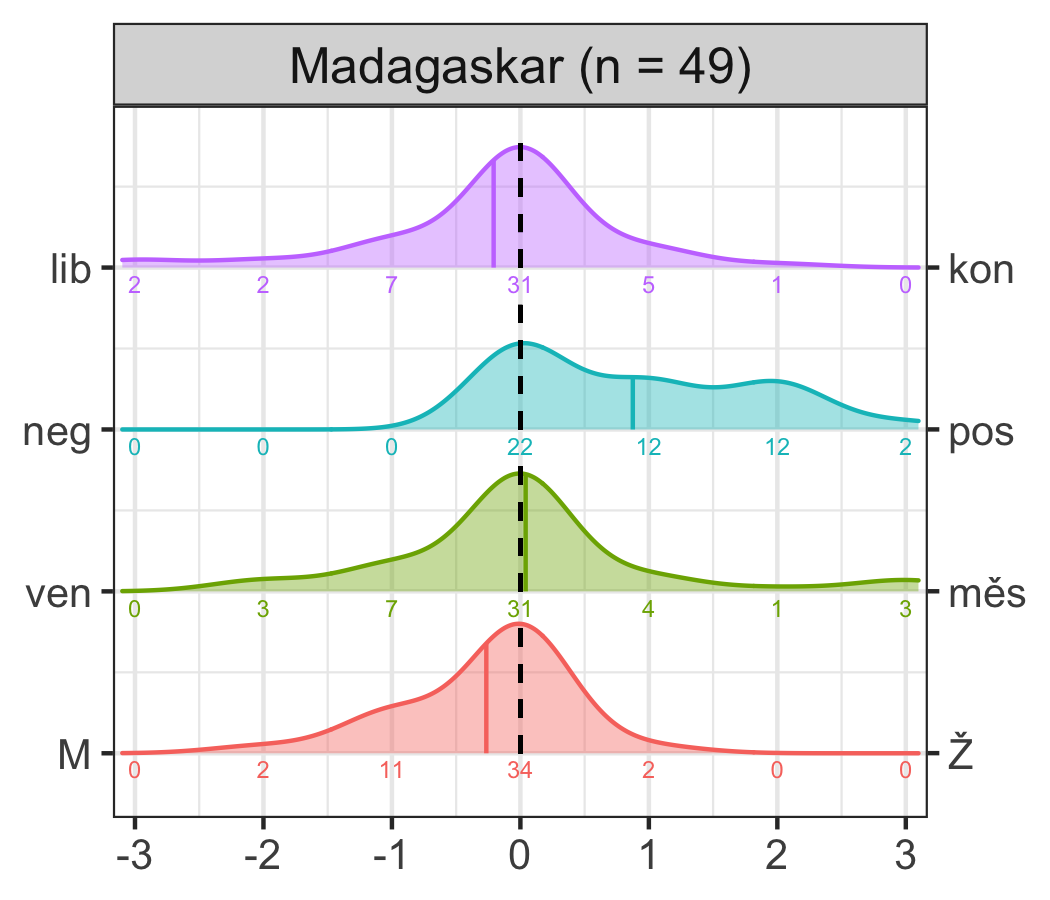 Madagaskar (n = 49)
lib kon
2 2 7 31 5 1 0
neg pos
0 0 0 22 12 12 2
ven měs
0 3 7 31 4 1 3
M Ž
0 2 11 34 2 0 0
-3 -2 -1 0 1 2 3